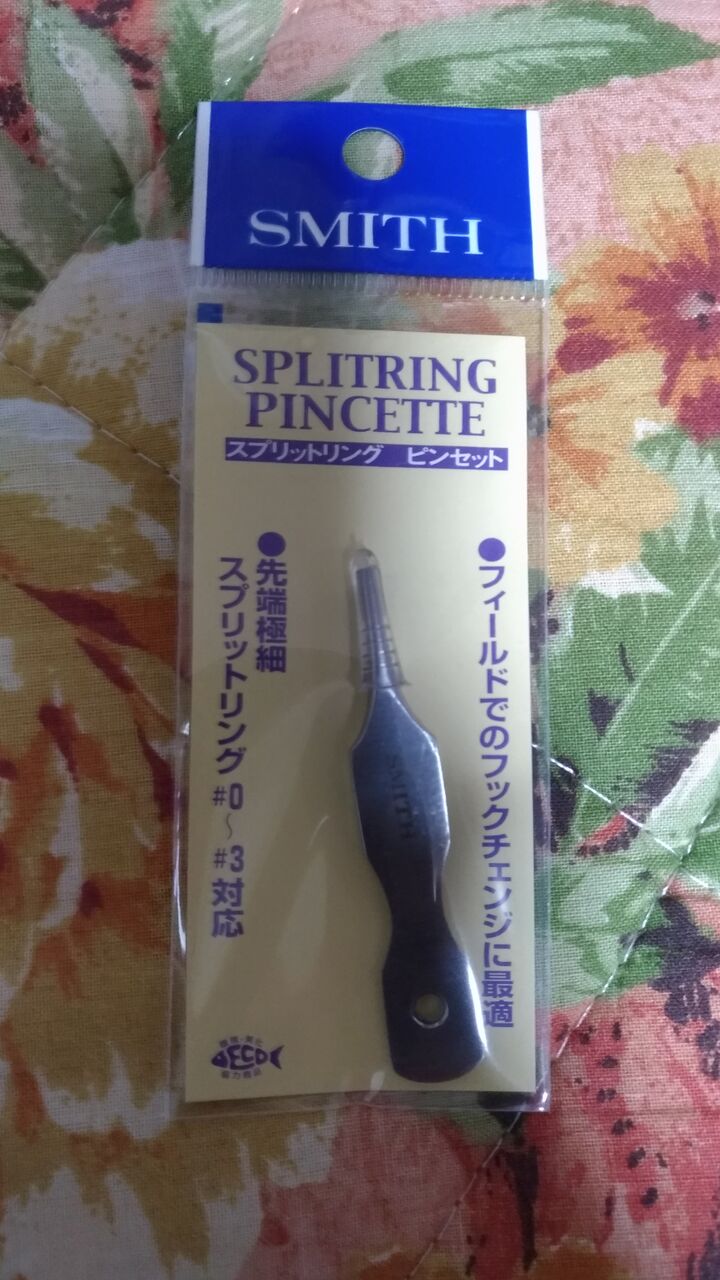 SMITH
SPLITRING
PINCETTE
スプリットリング ピンセット
●フィールドでのフックチェンジに最適
●先端極細
スプリットリング #0～#3対応
SMITH
ECO